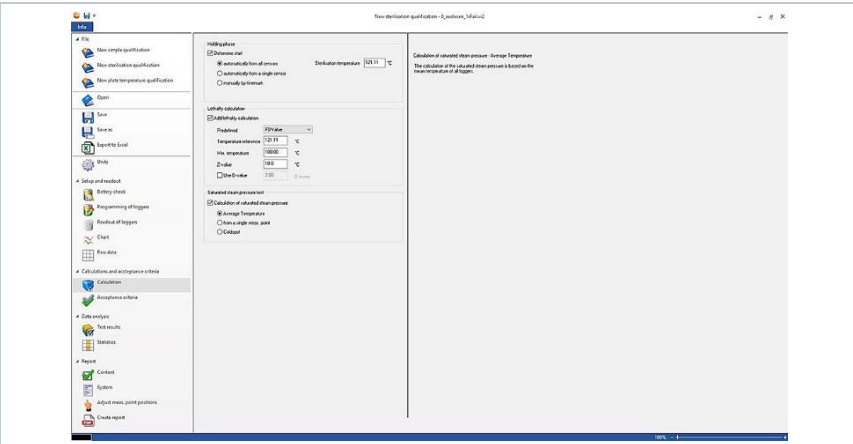 New sterilisation qualification - 0_wuchsen_1sfail.vi2
Info
File
New simple qualification
New sterilisation qualification
New plate temperature qualification
Open
Save
Save as
Export to Excel
Units
Setup and readout
Battery check
Programming of loggers
Readout of loggers
Chart
Raw data
Calculations and acceptance criteria
Calculation
Acceptance criteria
Data analysis
Test results
Statistics
Report
Content
System
Adjust meas. point positions
Create report
Holding phase
Determine start
automatically from all sensors
Sterilisation temperature 121.11 °C
automatically from a single sensor
manually by timemark
Lethality calculation
Add lethality calculation
Predefined F0 Value
Temperature reference 121.11 °C
Min. temperature 100.00 °C
Z-value 10.0 °C
Use D-value
Saturated steam pressure test
Calculation of saturated steam pressure
Average Temperature
from a single meas. point
Coldspot
Calculation of saturated steam pressure - Average Temperature
The calculation of the saturated steam pressure is based on the
mean temperature of all loggers.
100%